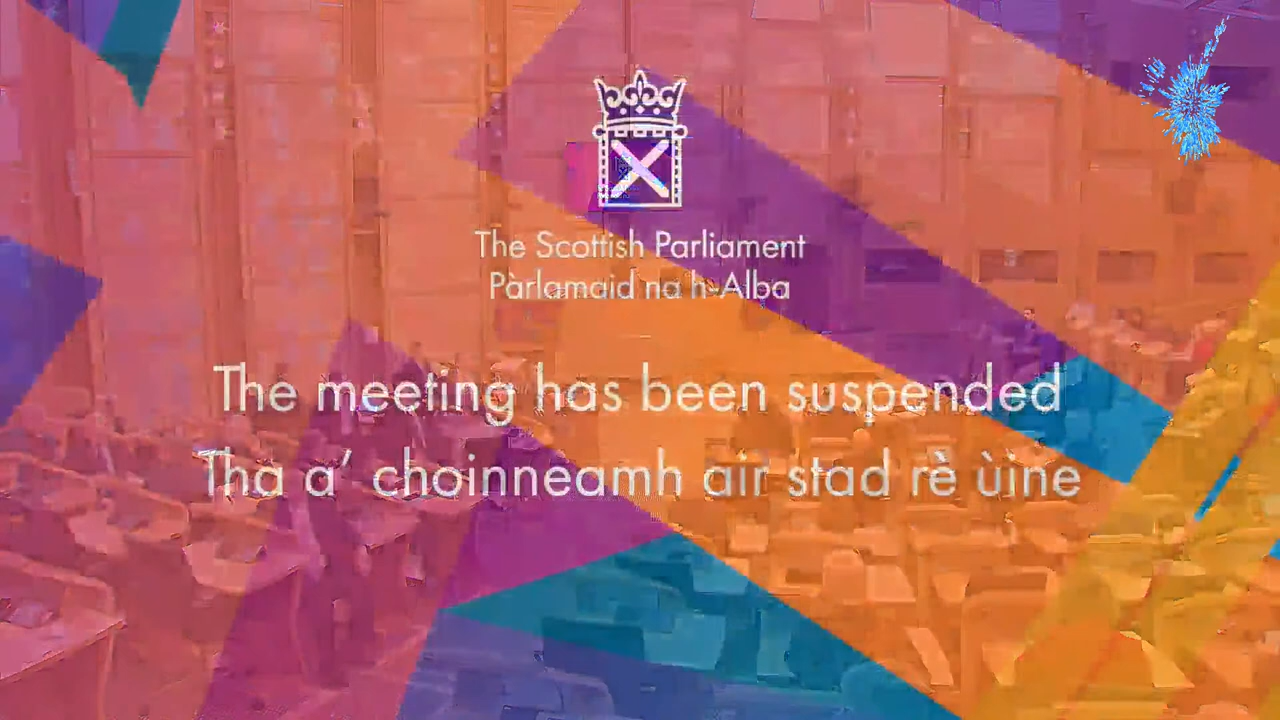 The Scottish Parliament
Pàrlamaid na h-Alba
The meeting has been suspended
Tha a’ choinneamh air stad rè ùine